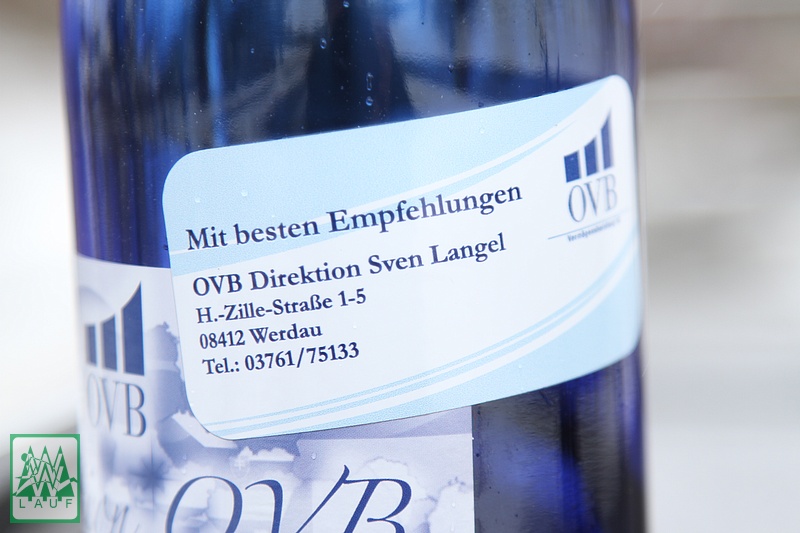 Mit besten Empfehlungen
OVB Direktion Sven Langel
H.-Zille-Straße 1-5
08412 Werdau
Tel.: 03761/75133
OVB
OVB
OVB
LAUF